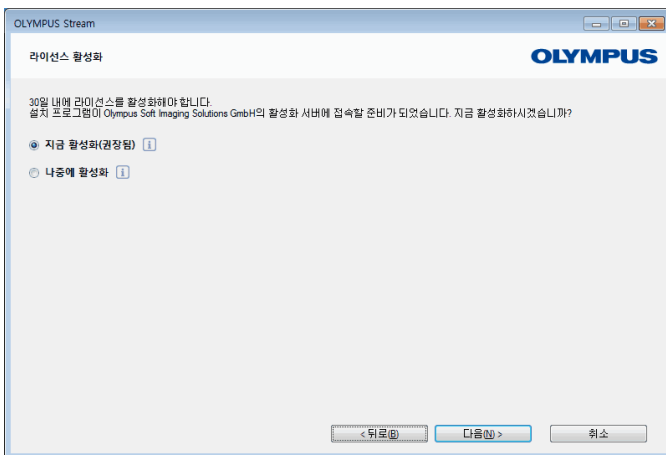 OLYMPUS Stream
라이선스 활성화
OLYMPUS
30일 내에 라이선스를 활성화해야 합니다.
설치 프로그램이 Olympus Soft Imaging Solutions GmbH의 활성화 서버에 접속할 준비가 되었습니다. 지금 활성화하시겠습니까?
지금 활성화(권장됨)
나중에 활성화
< 뒤로(B) 다음(N) > 취소